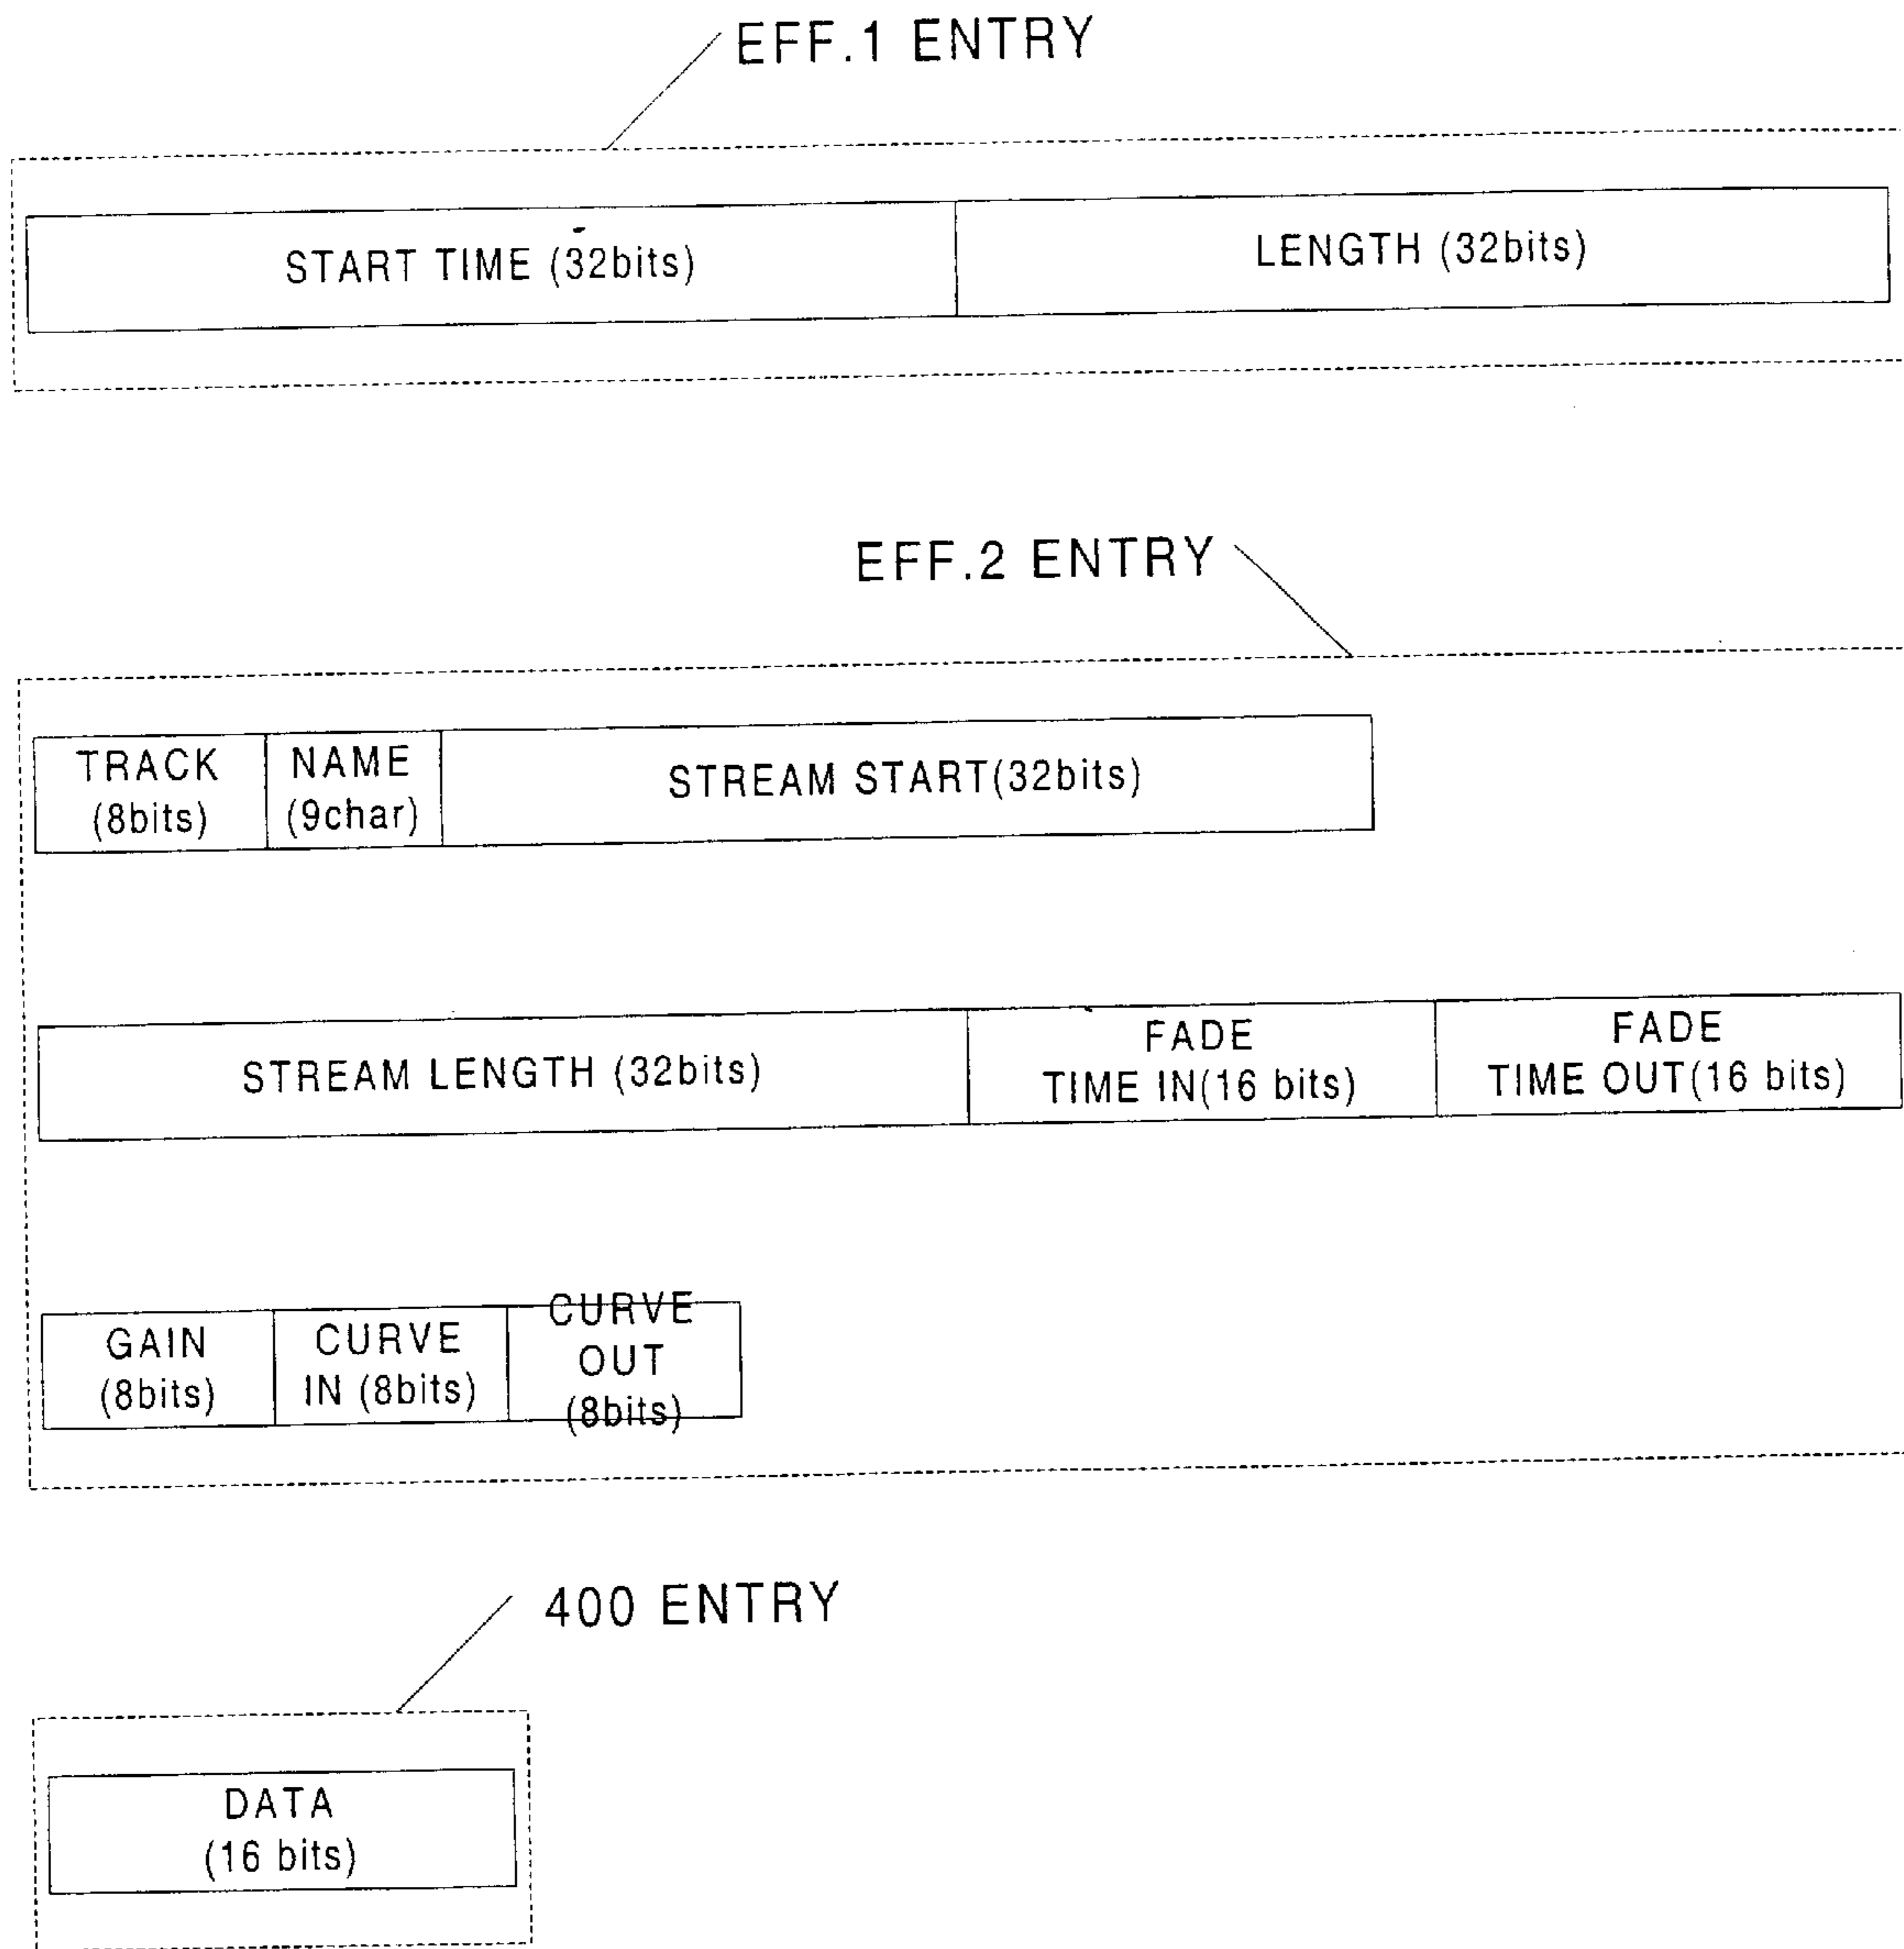 EFF.1 ENTRY
START TIME (32bits)
LENGTH (32bits)
EFF.2 ENTRY
TRACK
(8bits)
NAME
(9char)
STREAM START(32bits)
STREAM LENGTH (32bits)
FADE
TIME IN(16 bits)
FADE
TIME OUT(16 bits)
GAIN
(8bits)
CURVE
IN (8bits)
CURVE
OUT
(8bits)
400 ENTRY
DATA
(16 bits)